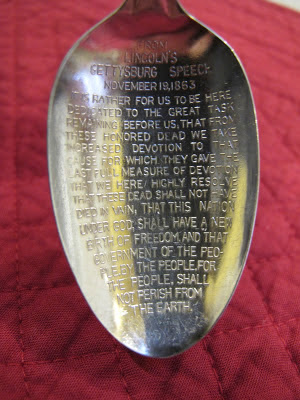 FROM
LINCOLN'S
GETTYSBURG SPEECH
NOVEMBER 19, 1863
IT IS RATHER FOR US TO BE HERE
DEDICATED TO THE GREAT TASK
REMAINING BEFORE US, THAT FROM
THESE HONORED DEAD WE TAKE
INCREASED DEVOTION TO THAT
CAUSE FOR WHICH THEY GAVE THE
LAST FULL MEASURE OF DEVOTION
THAT WE HERE HIGHLY RESOLVE
THAT THESE DEAD SHALL NOT HAVE
DIED IN VAIN, THAT THIS NATION
UNDER GOD, SHALL HAVE A NEW
BIRTH OF FREEDOM, AND THAT
GOVERNMENT OF THE PEO-
PLE, BY THE PEOPLE, FOR
THE PEOPLE, SHALL
NOT PERISH FROM
THE EARTH.